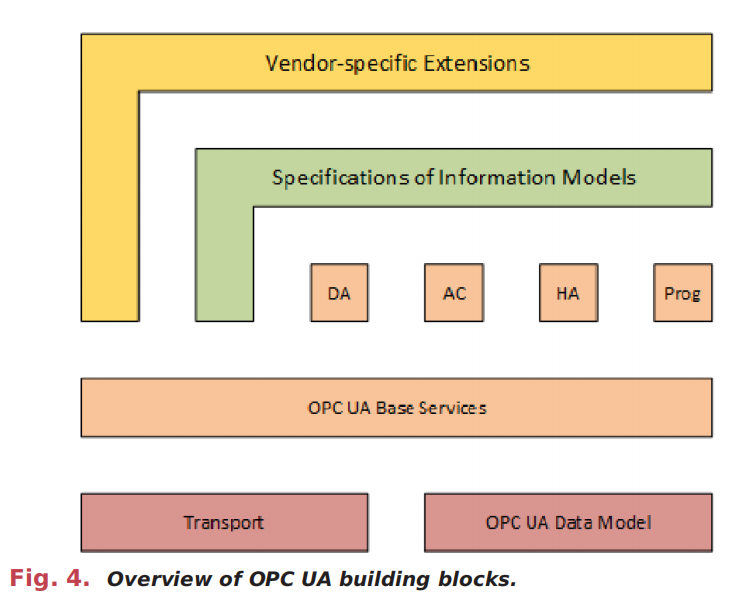 Vendor-specific Extensions
Specifications of Information Models
DA AC HA Prog
OPC UA Base Services
Transport OPC UA Data Model
Fig. 4. Overview of OPC UA building blocks.